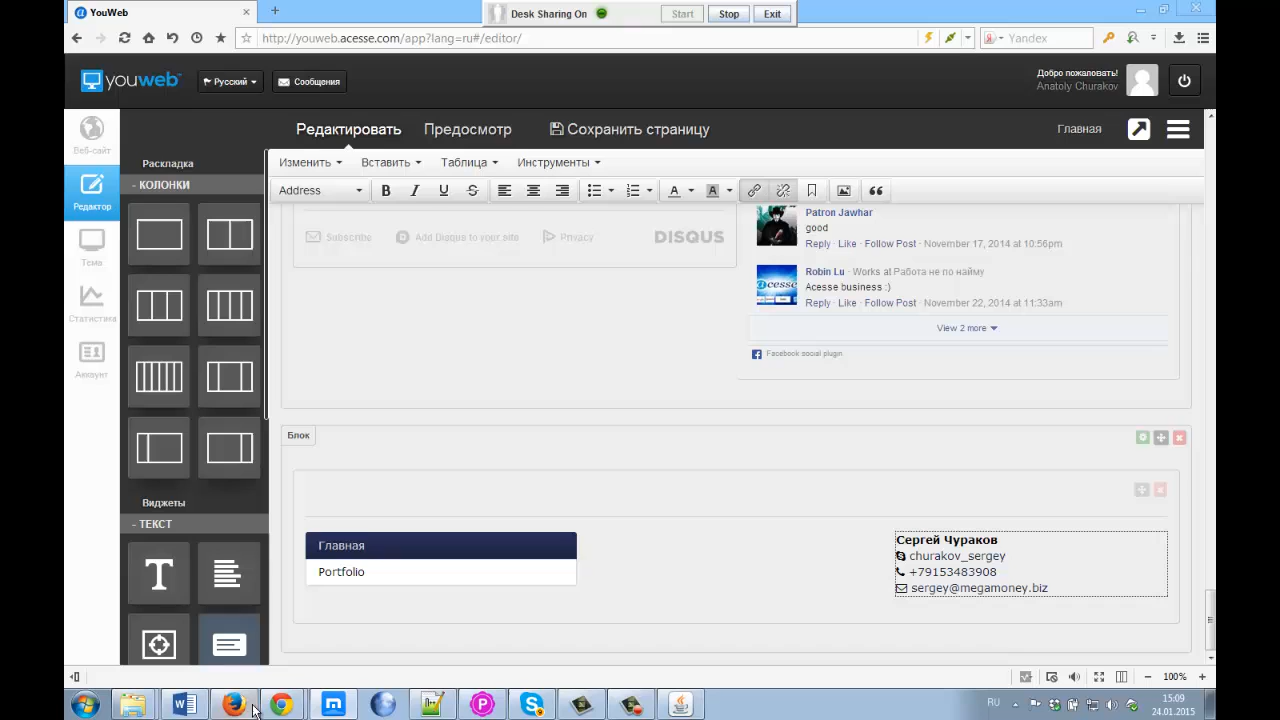 YouWeb
Desk Sharing On
Start
Stop
Exit
http://youweb.acesse.com/app?lang=ru#/editor/
Yandex
youweb
Русский
Сообщения
Добро пожаловать!
Anatoly Churakov
Веб-сайт
Редактор
Тема
Статистика
Аккаунт
Редактировать
Предосмотр
Сохранить страницу
Главная
Раскладка
- КОЛОНКИ
Виджеты
- ТЕКСТ
T
Изменить
Вставить
Таблица
Инструменты
Address
B
I
U
S
A
A
Subscribe
Add Disqus to your site
Privacy
DISQUS
Patron Jawhar
good
Reply · Like · Follow Post · November 17, 2014 at 10:56pm
acesse
Robin Lu · Works at Работа не по найму
Acesse business :)
Reply · Like · Follow Post · November 22, 2014 at 11:33am
View 2 more
Facebook social plugin
Блок
Главная
Portfolio
Сергей Чураков
churakov_sergey
+79153483908
sergey@megamoney.biz
100%
RU
15:09
24.01.2015